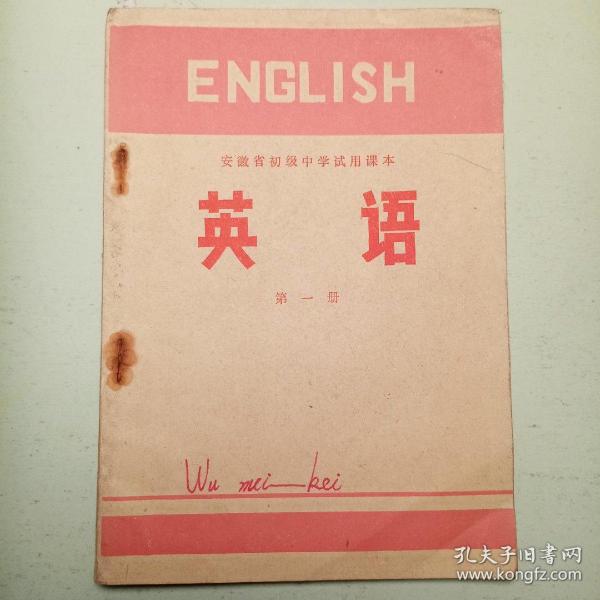 ENGLISH
安徽省初级中学试用课本
英语
第一册
Wu mei-kei
孔夫子旧书网
www.kongfz.com